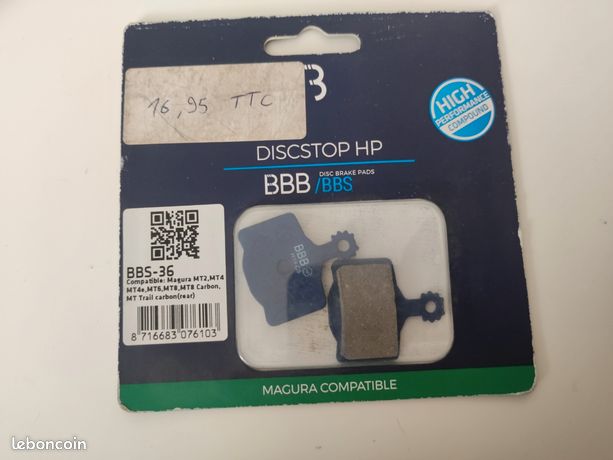 16,95 TTC
HIGH
PERFORMANCE
COMPOUND
DISCSTOP HP
BBB
DISC BRAKE PADS
/BBS
BBS-36
Compatible: Magura MT2,MT4
MT4e,MT6,MT8,MT8 Carbon,
MT Trail carbon(rear)
8 716683 076103
BBB
MAGURA COMPATIBLE
leboncoin